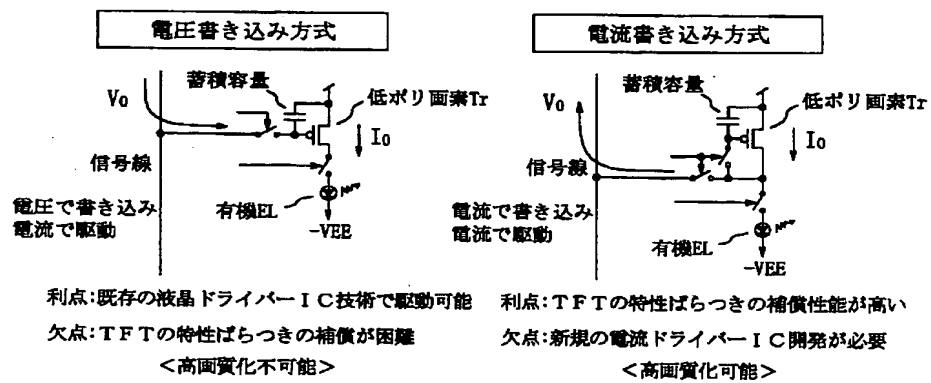 電圧書き込み方式
蓄積容量
V0
低ポリ画素Tr
I0
信号線
電圧で書き込み
電流で駆動
有機EL
-VEE
利点:既存の液晶ドライバーIC技術で駆動可能
欠点:TFTの特性ばらつきの補償が困難
<高画質化不可能>
電流書き込み方式
蓄積容量
V0
低ポリ画素Tr
I0
信号線
電流で書き込み
電流で駆動
有機EL
-VEE
利点:TFTの特性ばらつきの補償性能が高い
欠点:新規の電流ドライバーIC開発が必要
<高画質化可能>